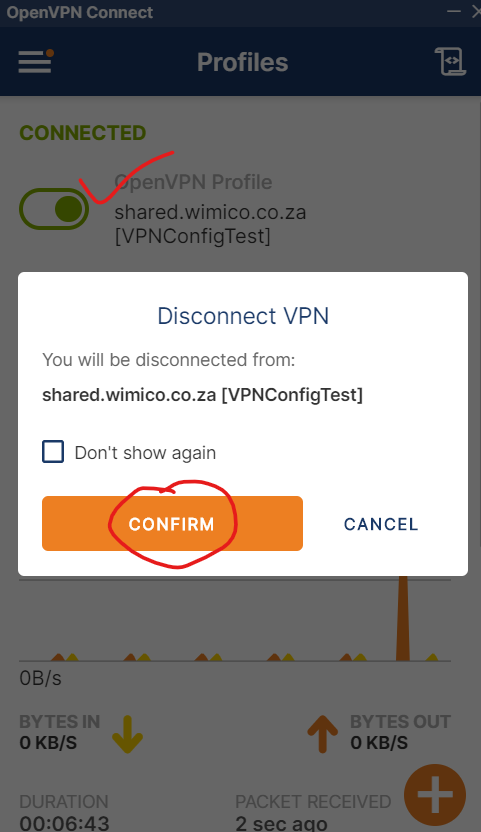 OpenVPN Connect
Profiles
CONNECTED
OpenVPN Profile
shared.wimico.co.za
[VPNConfigTest]
Disconnect VPN
You will be disconnected from:
shared.wimico.co.za [VPNConfigTest]
Don't show again
CONFIRM
CANCEL
0B/s
BYTES IN
0 KB/S
BYTES OUT
0 KB/S
DURATION
00:06:43
PACKET RECEIVED
2 sec ago